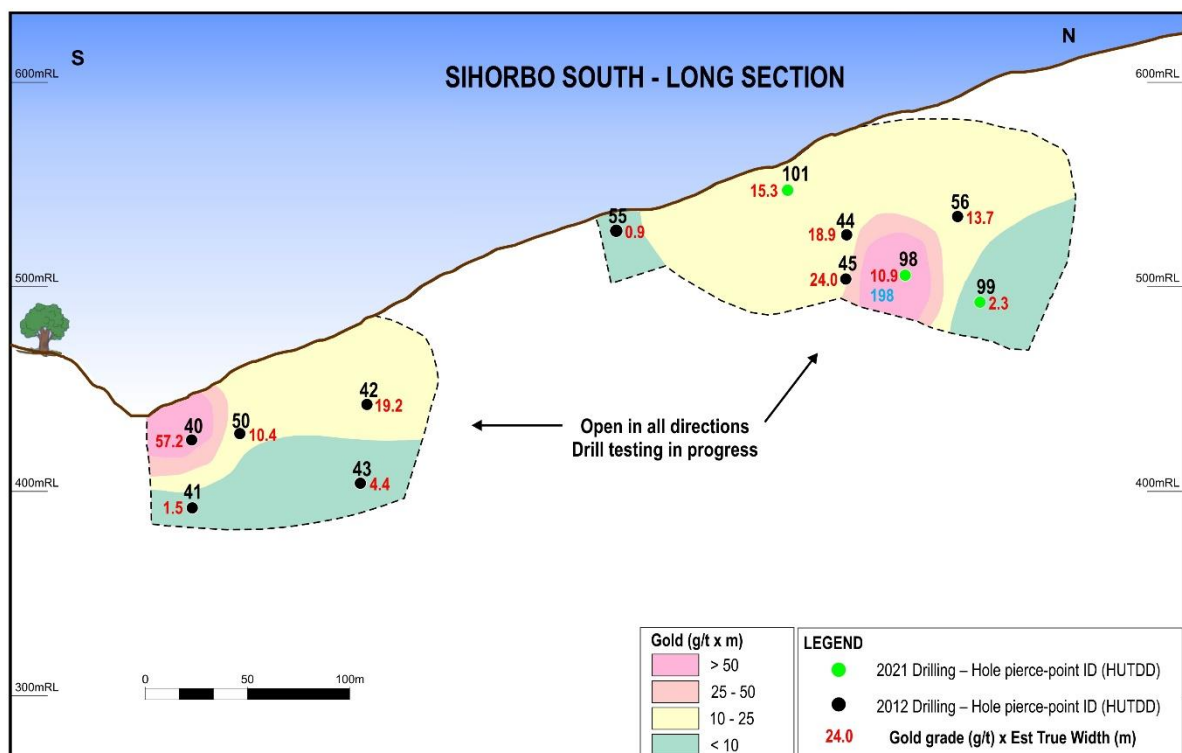 S
N
600mRL
600mRL
SIHORBO SOUTH - LONG SECTION
101
15.3
55
0.9
44
18.9
56
13.7
45
24.0
98
10.9
198
99
2.3
500mRL
500mRL
42
19.2
40
57.2
50
10.4
Open in all directions
Drill testing in progress
43
4.4
41
1.5
400mRL
400mRL
300mRL
300mRL
0 50 100m
Gold (g/t x m)
> 50
25 - 50
10 - 25
< 10
LEGEND
2021 Drilling – Hole pierce-point ID (HUTDD)
2012 Drilling – Hole pierce-point ID (HUTDD)
24.0 Gold grade (g/t) x Est True Width (m)